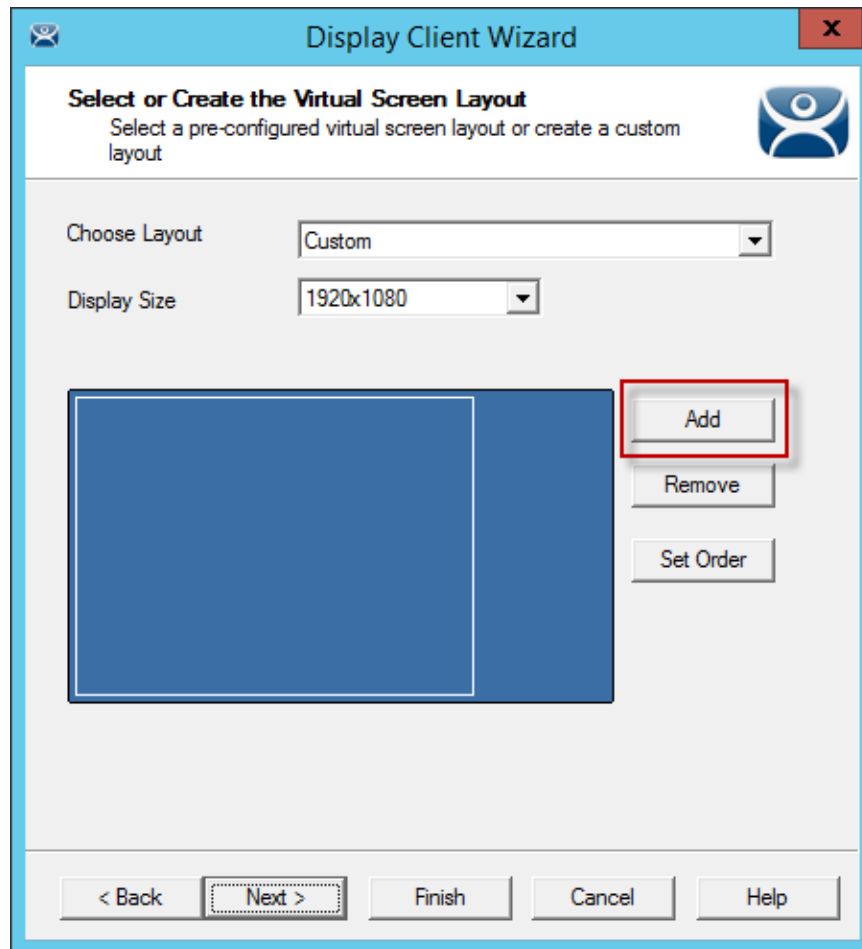 Display Client Wizard
x
Select or Create the Virtual Screen Layout
Select a pre-configured virtual screen layout or create a custom
layout
Choose Layout
Custom
Display Size
1920x1080
Add
Remove
Set Order
< Back
Next >
Finish
Cancel
Help